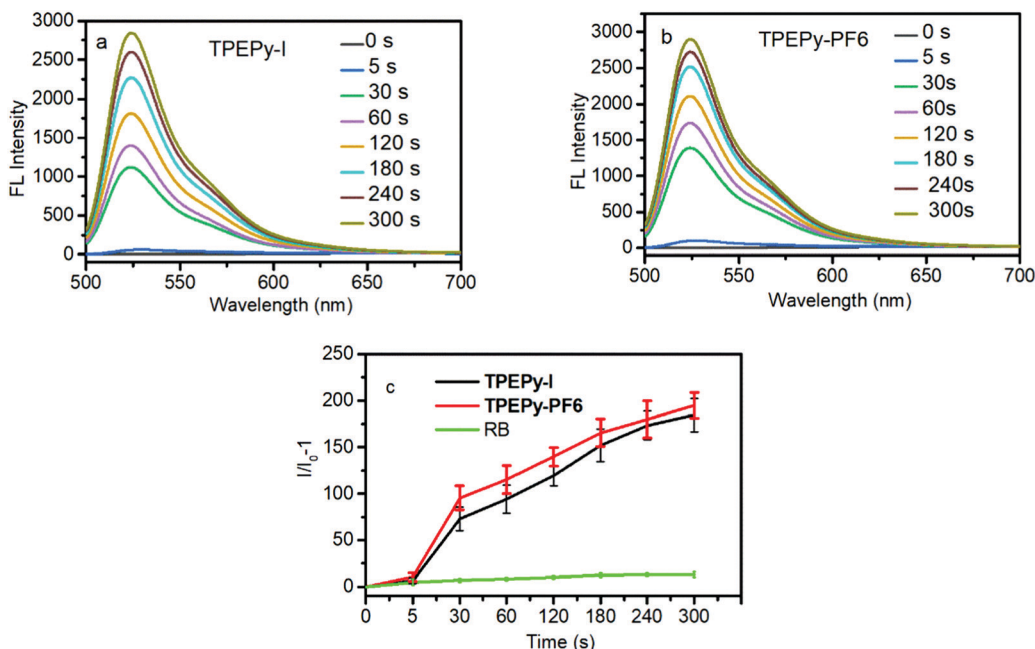 a
TPEPy-I
0 s
5 s
30 s
60 s
120 s
180 s
240 s
300 s
3000
2500
2000
1500
1000
500
0
FL Intensity
500
550
600
650
700
Wavelength (nm)
b
TPEPy-PF6
0 s
5 s
30s
60s
120 s
180 s
240s
300s
3000
2500
2000
1500
1000
500
0
FL Intensity
500
550
600
650
700
Wavelength (nm)
c
TPEPy-I
TPEPy-PF6
RB
250
200
150
100
50
0
I/I₀-1
0
5
30
60
120
180
240
300
Time (s)